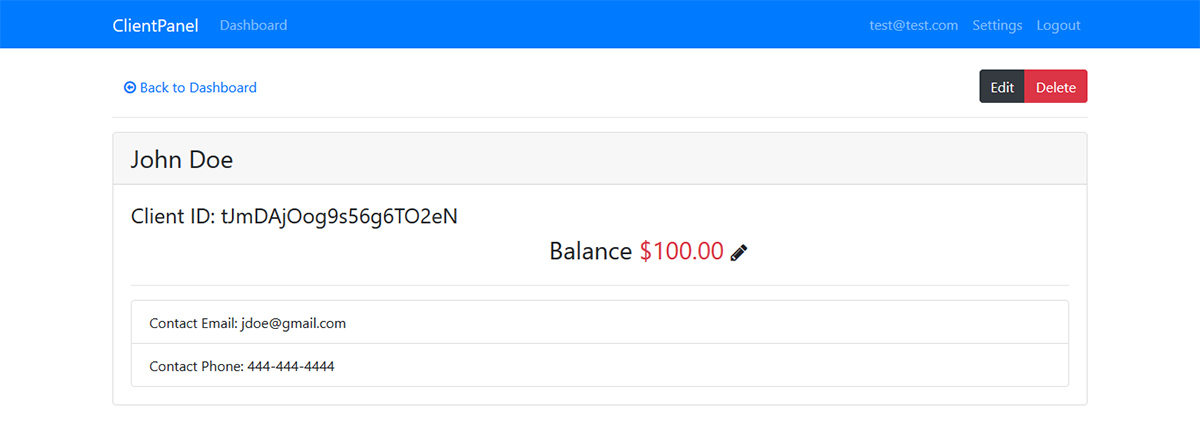 ClientPanel Dashboard test@test.com Settings Logout
Back to Dashboard Edit Delete
John Doe
Client ID: tJmDAjOog9s56g6TO2eN
Balance $100.00
Contact Email: jdoe@gmail.com
Contact Phone: 444-444-4444